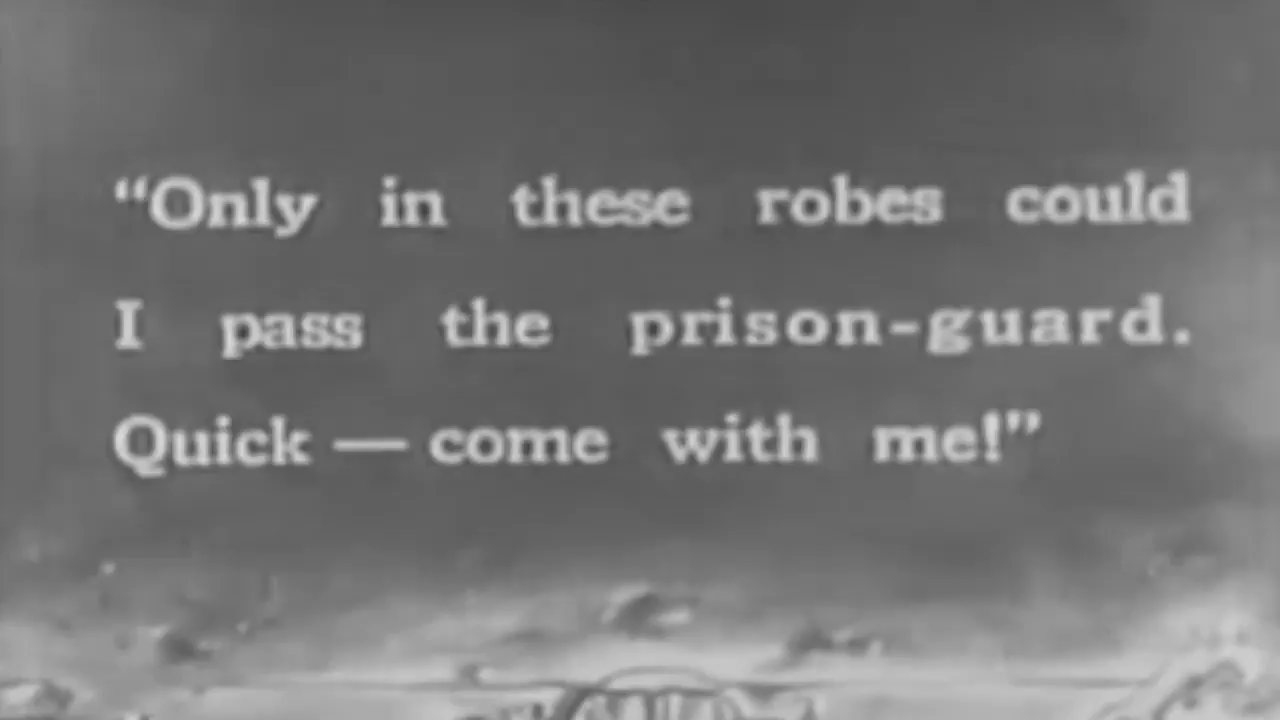 “Only in these robes could
I pass the prison-guard.
Quick — come with me!”